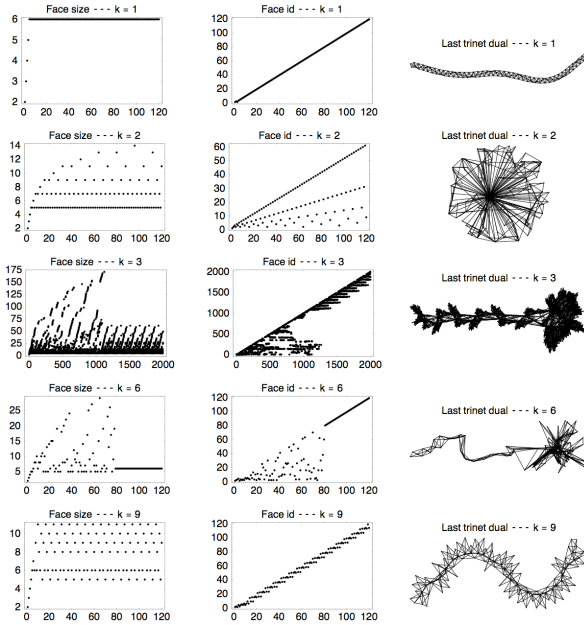 Face size --- k = 1
6
5
4
3
2
0 20 40 60 80 100 120
Face id --- k = 1
120
100
80
60
40
20
0
0 20 40 60 80 100 120
Last trinet dual --- k = 1
Face size --- k = 2
14
12
10
8
6
4
2
0 20 40 60 80 100 120
Face id --- k = 2
60
50
40
30
20
10
0
0 20 40 60 80 100 120
Last trinet dual --- k = 2
Face size --- k = 3
175
150
125
100
75
50
25
0
0 500 1000 1500 2000
Face id --- k = 3
2000
1500
1000
500
0
0 500 1000 1500 2000
Last trinet dual --- k = 3
Face size --- k = 6
25
20
15
10
5
0 20 40 60 80 100 120
Face id --- k = 6
120
100
80
60
40
20
0
0 20 40 60 80 100 120
Last trinet dual --- k = 6
Face size --- k = 9
10
8
6
4
2
0 20 40 60 80 100 120
Face id --- k = 9
120
100
80
60
40
20
0
0 20 40 60 80 100 120
Last trinet dual --- k = 9